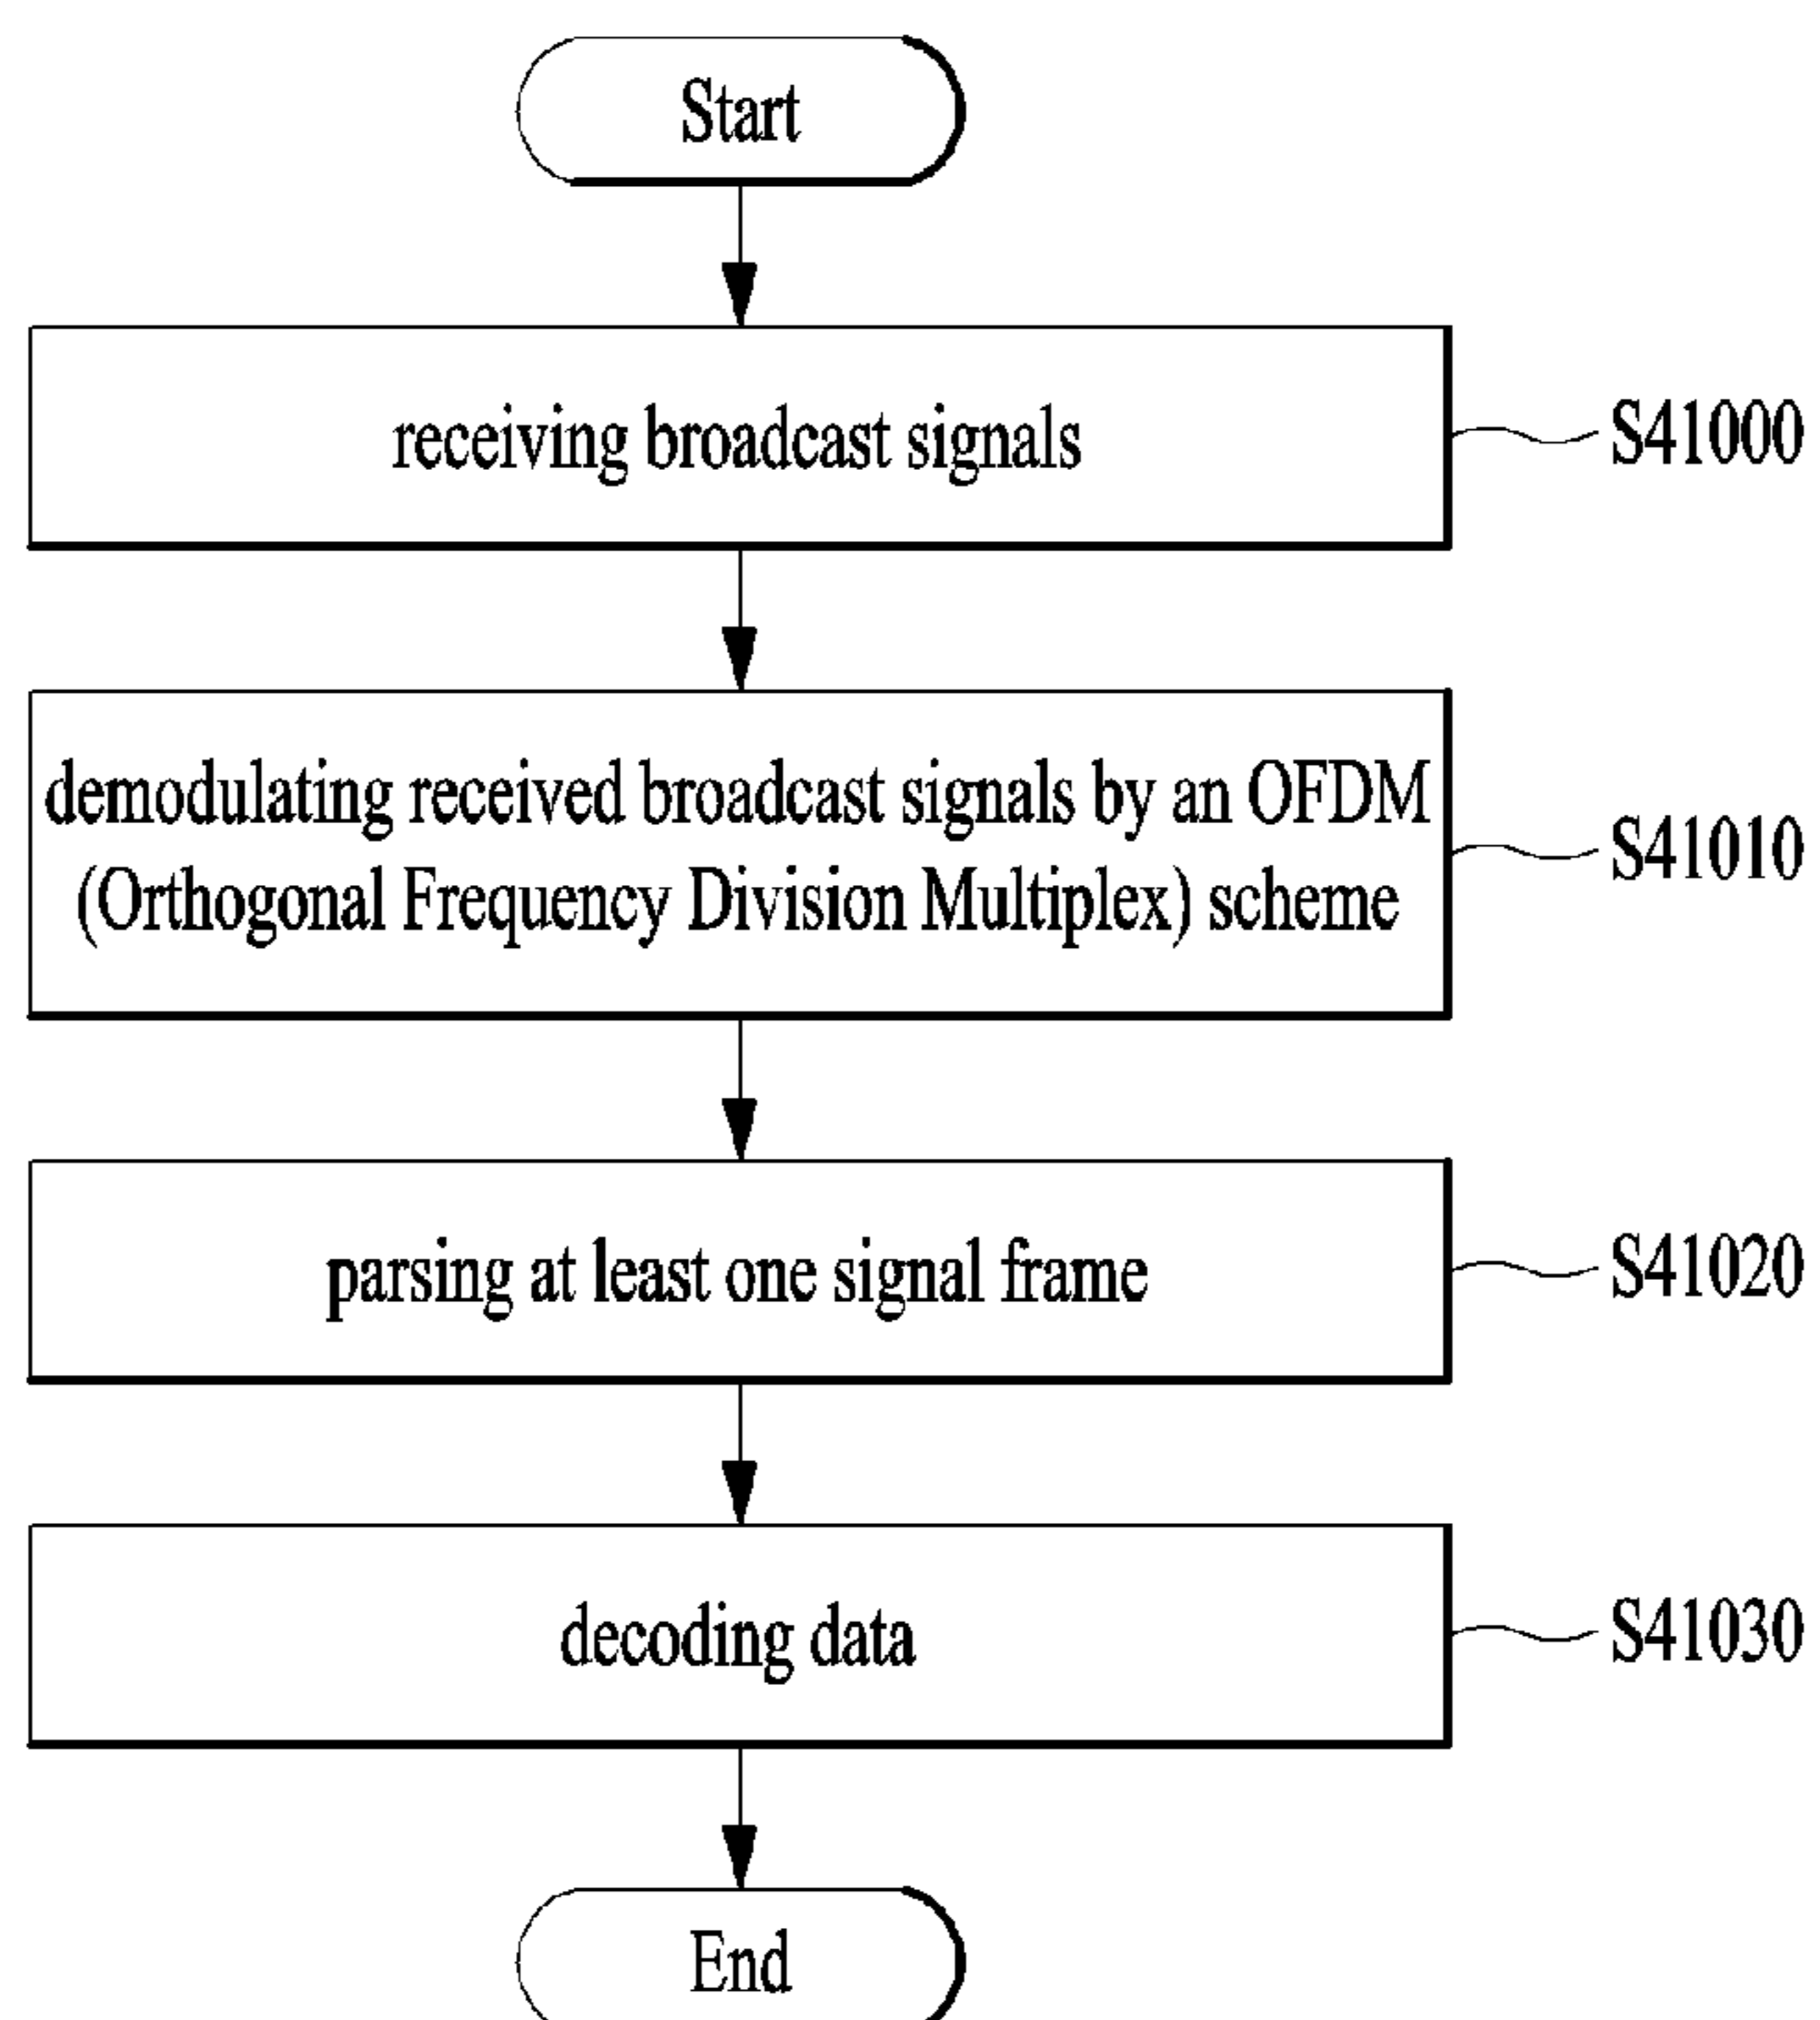 Start
receiving broadcast signals
S41000
demodulating received broadcast signals by an OFDM
(Orthogonal Frequency Division Multiplex) scheme
S41010
parsing at least one signal frame
S41020
decoding data
S41030
End